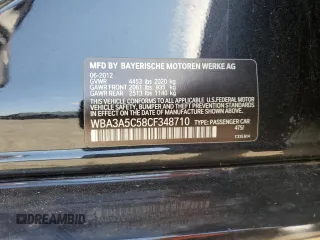 MFD BY BAYERISCHE MOTOREN WERKE AG
06-2012
GVWR 4453 lbs 2020 kg
GAWR FRONT 2061 lbs 935 kg
GAWR REAR 2513 lbs 1140 kg
THIS VEHICLE CONFORMS TO ALL APPLICABLE U.S. FEDERAL MOTOR
VEHICLE SAFETY, BUMPER, AND THEFT PREVENTION STANDARDS
IN EFFECT ON THE DATE OF MANUFACTURE SHOWN ABOVE.
WBA3A5C58CF348710 TYPE: PASSENGER CAR
475/
DREAMBID